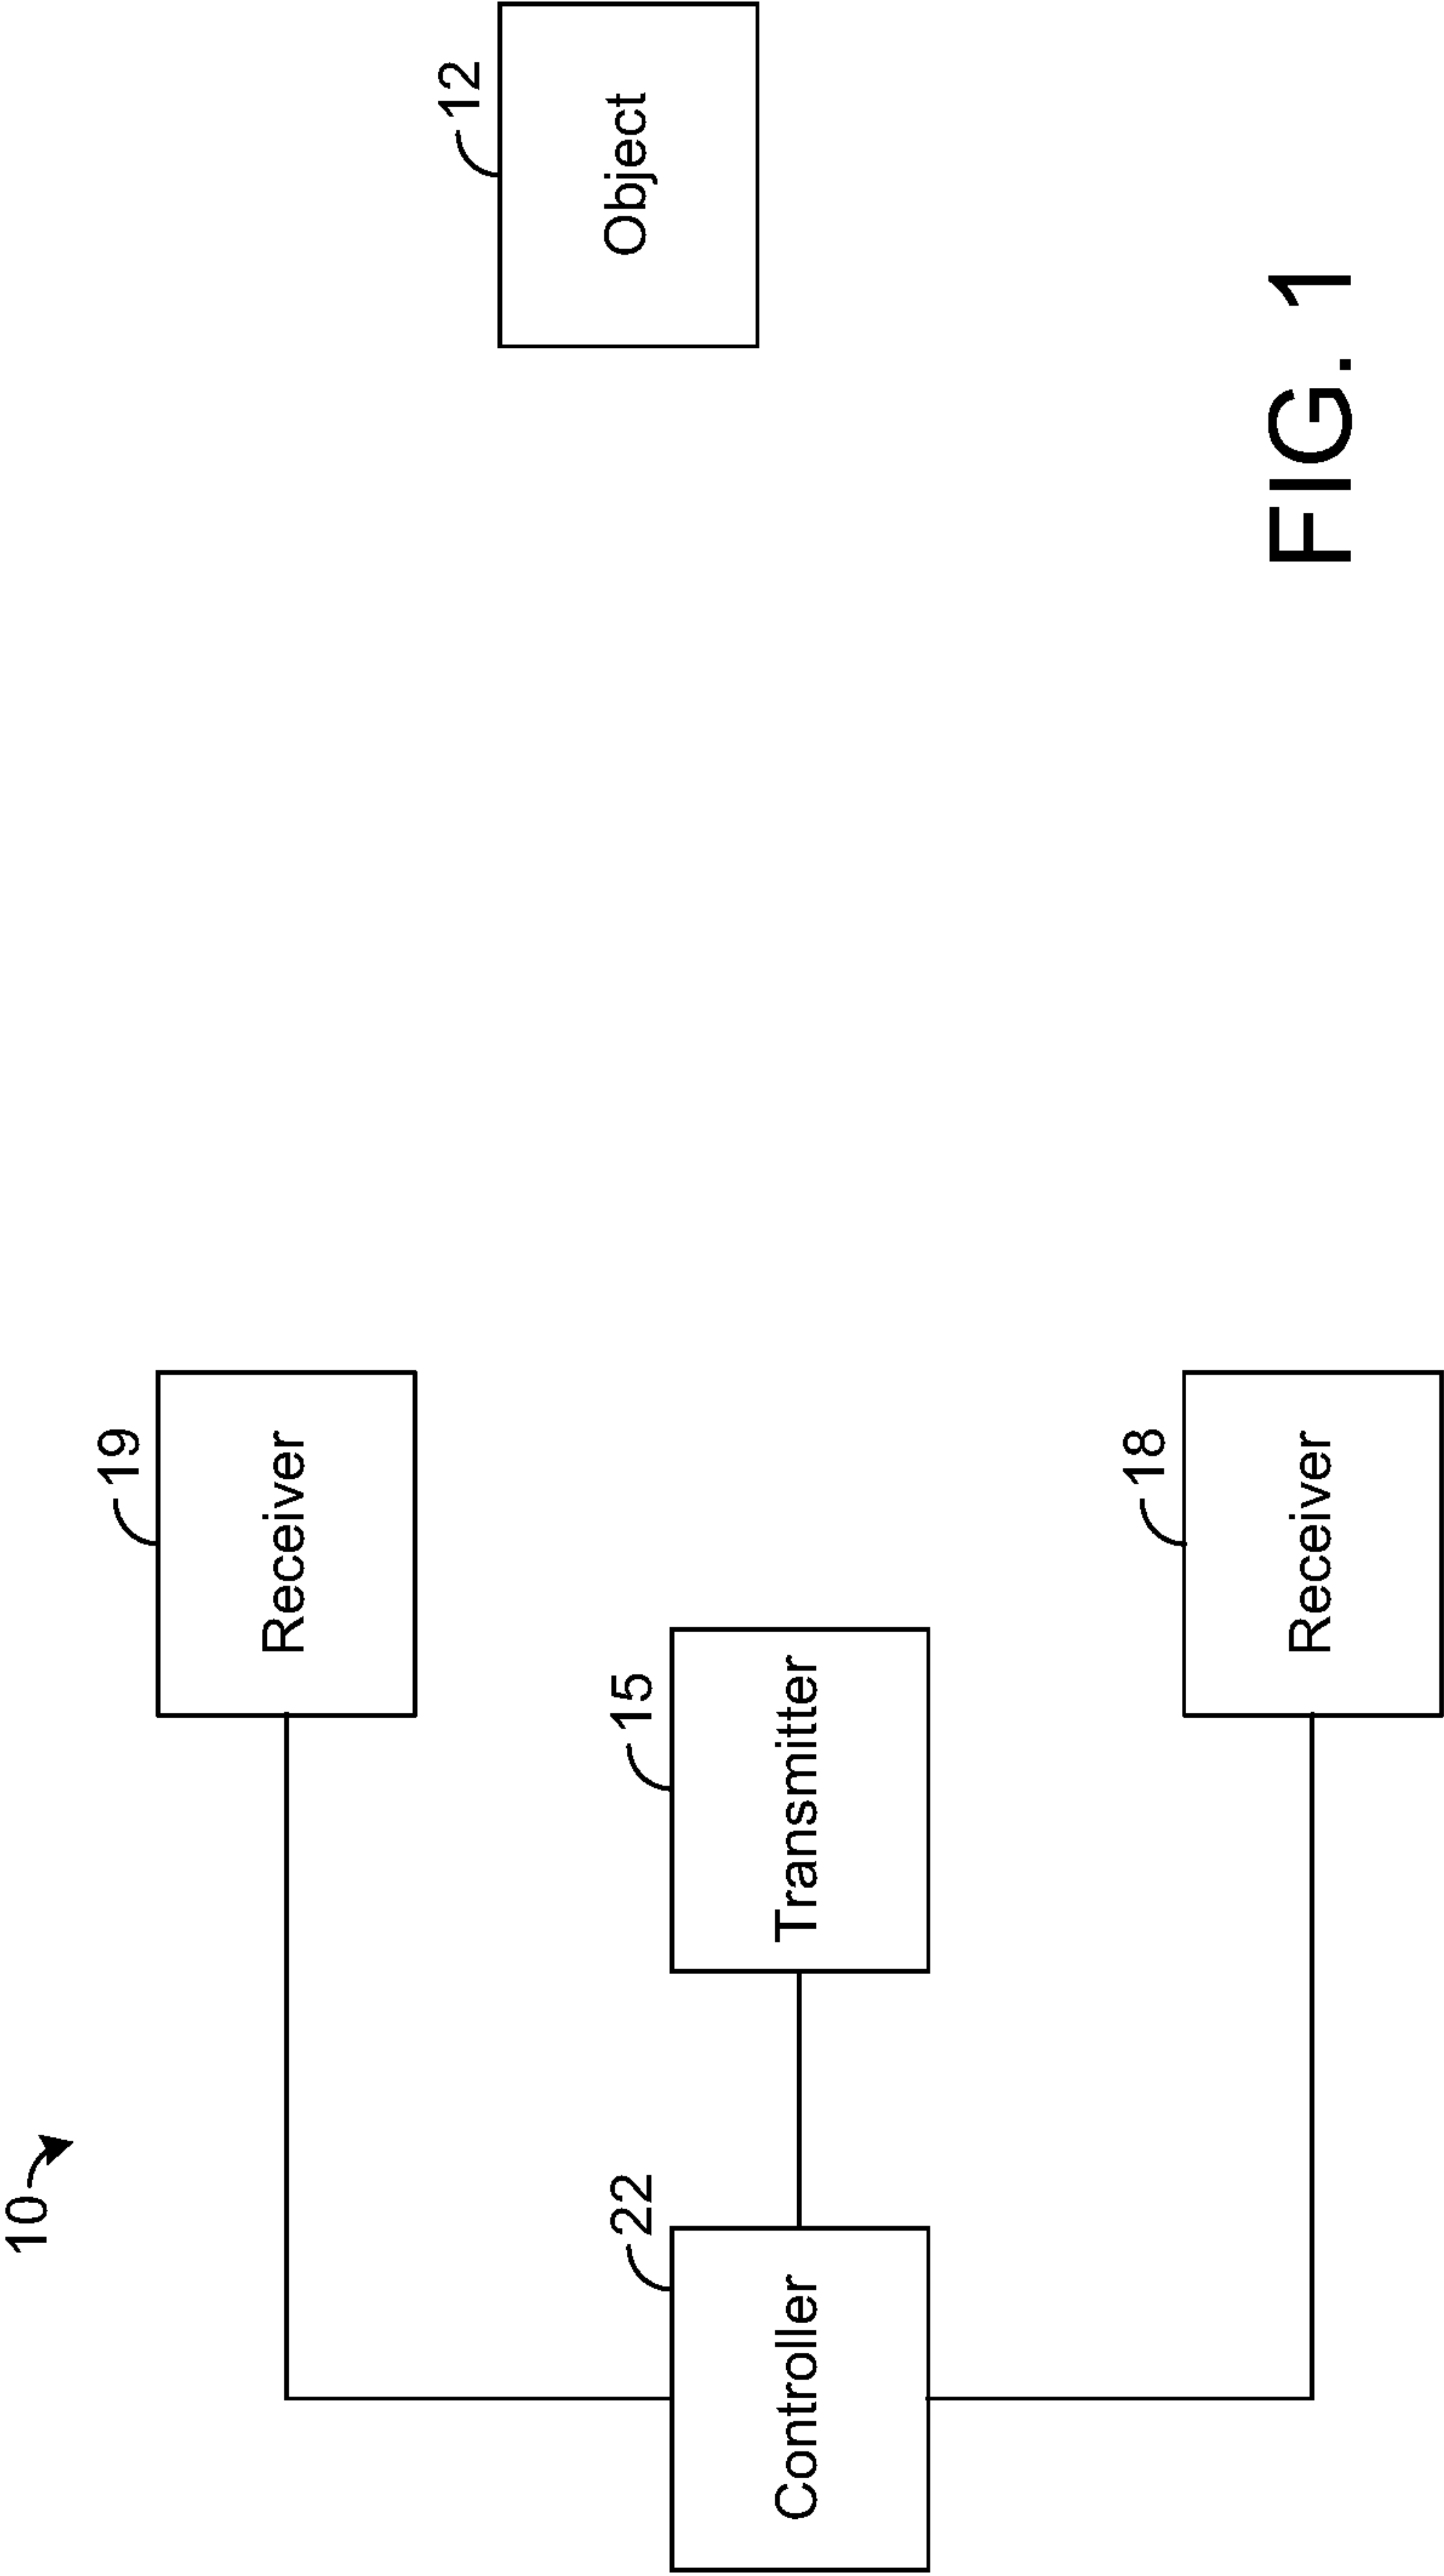 10
19
Receiver
12
Object
22
Controller
15
Transmitter
18
Receiver
FIG. 1